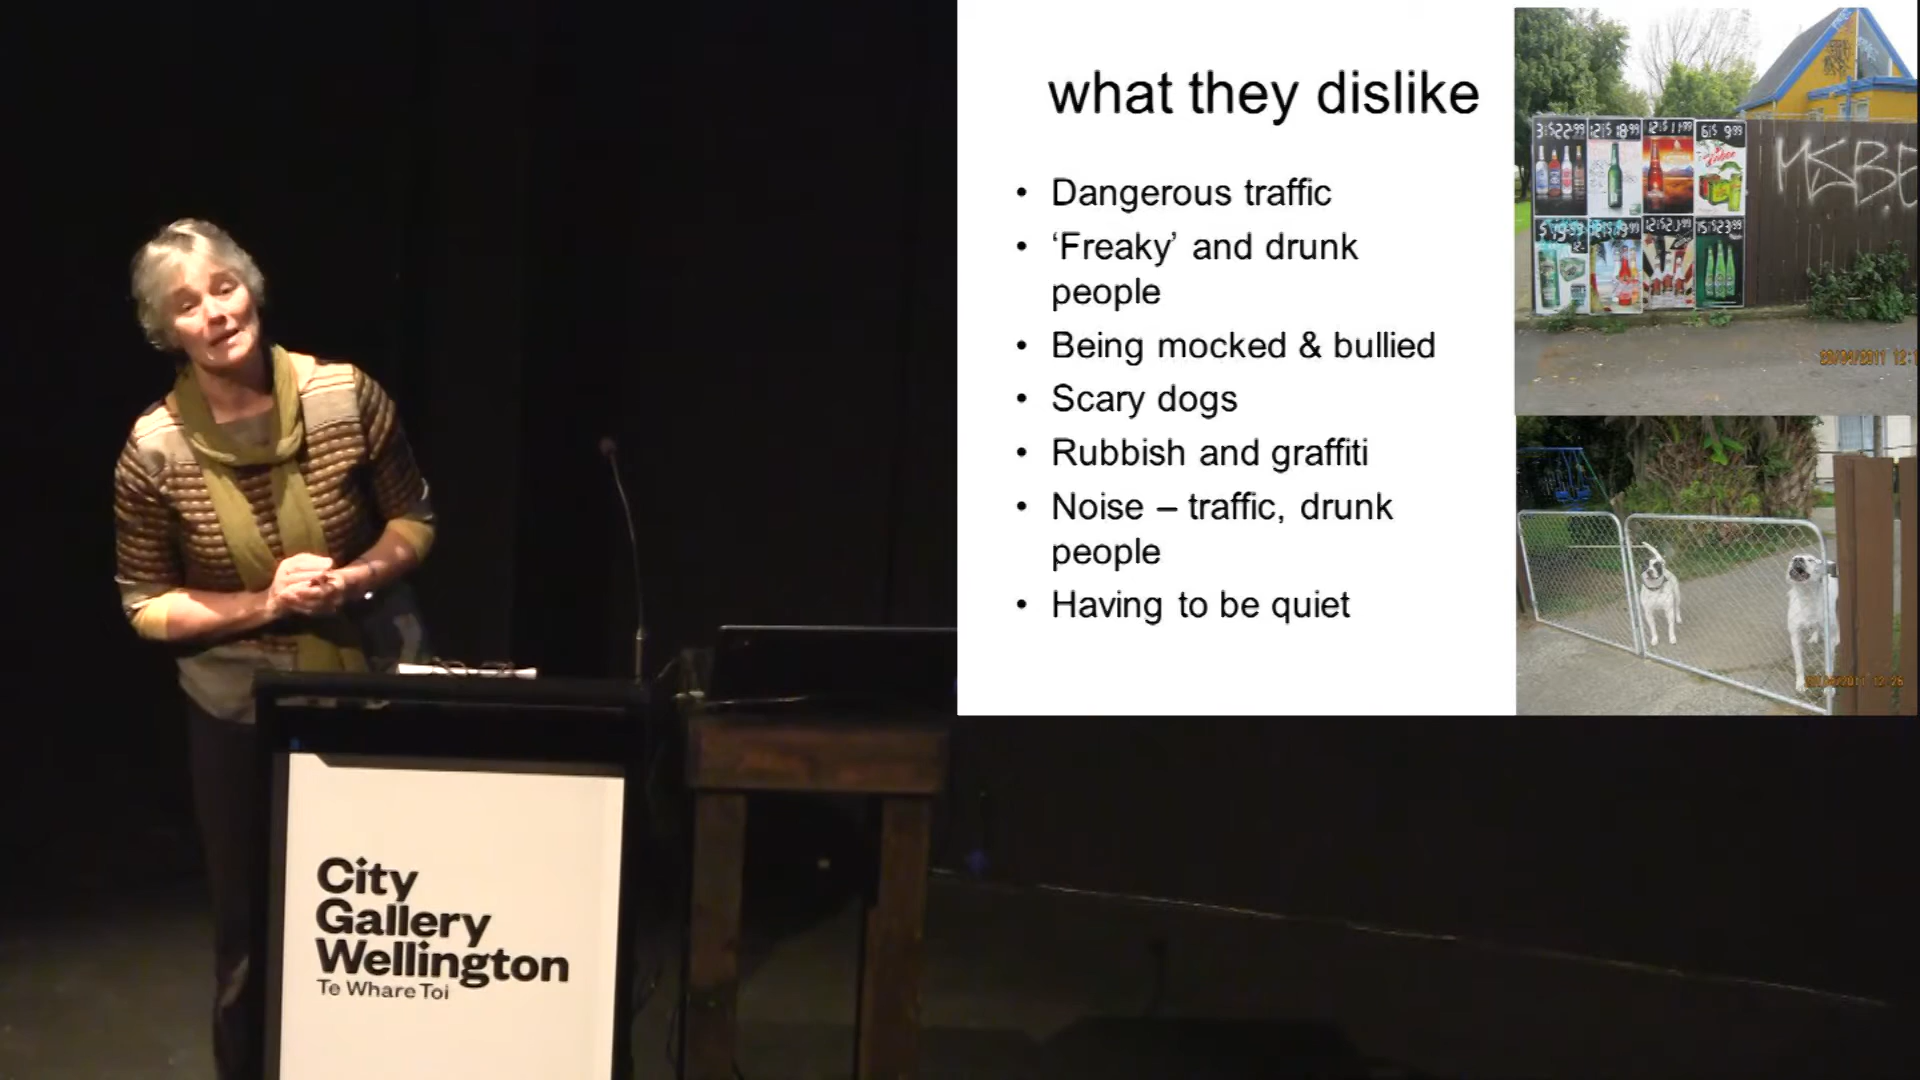 what they dislike
• Dangerous traffic
• ‘Freaky’ and drunk
people
• Being mocked & bullied
• Scary dogs
• Rubbish and graffiti
• Noise – traffic, drunk
people
• Having to be quiet
City
Gallery
Wellington
Te Whare Toi